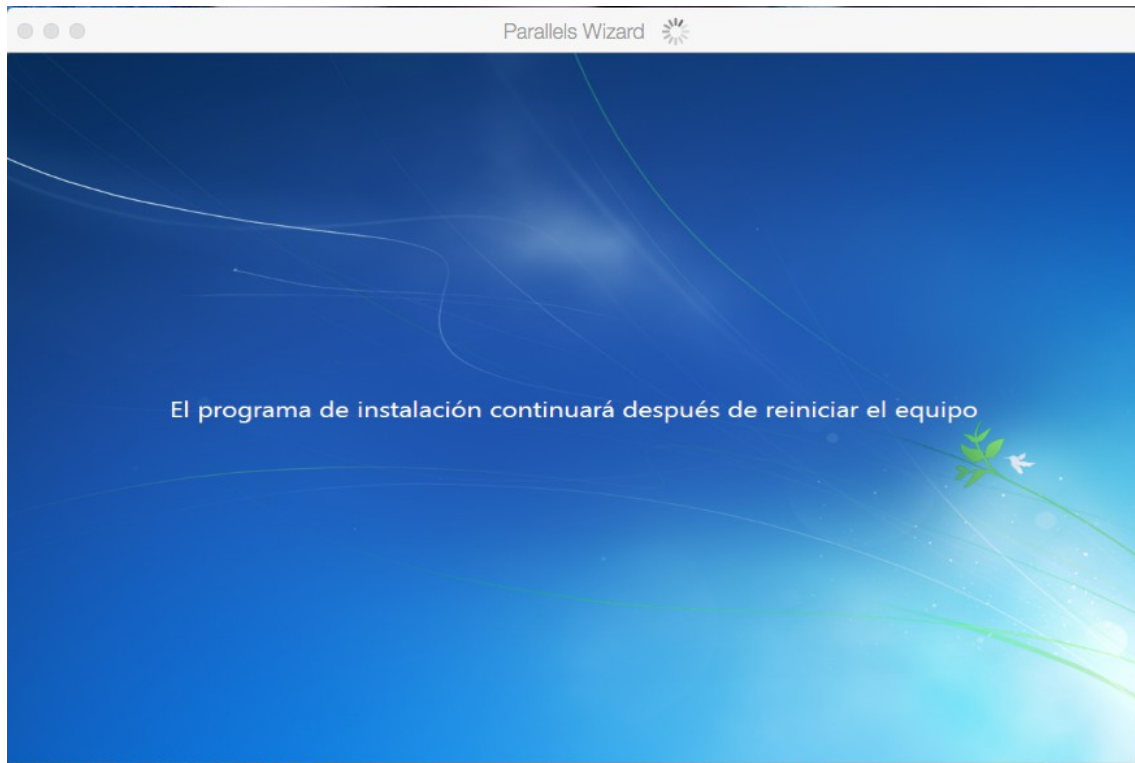 Parallels Wizard
El programa de instalación continuará después de reiniciar el equipo